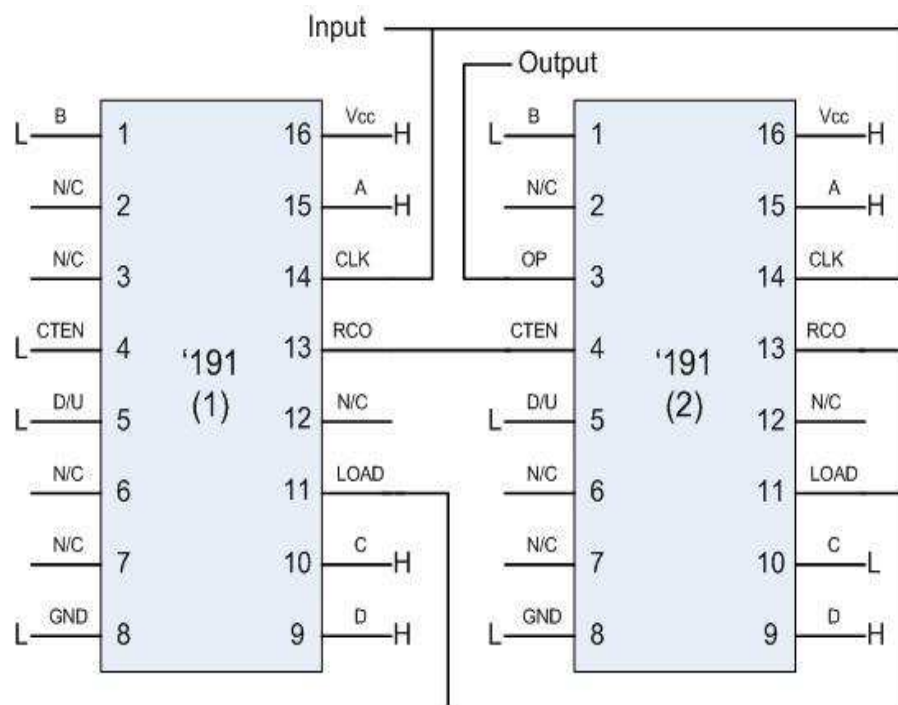 Input
Output
L B 1 16 Vcc H
L B 1 16 Vcc H
N/C 2 15 A H
N/C 2 15 A H
N/C 3 14 CLK
OP 3 14 CLK
L CTEN 4 13 RCO
CTEN 4 13 RCO
'191
(1)
'191
(2)
L D/U 5 12 N/C
L D/U 5 12 N/C
N/C 6 11 LOAD
N/C 6 11 LOAD
N/C 7 10 C H
N/C 7 10 C L
L GND 8 9 D H
L GND 8 9 D H